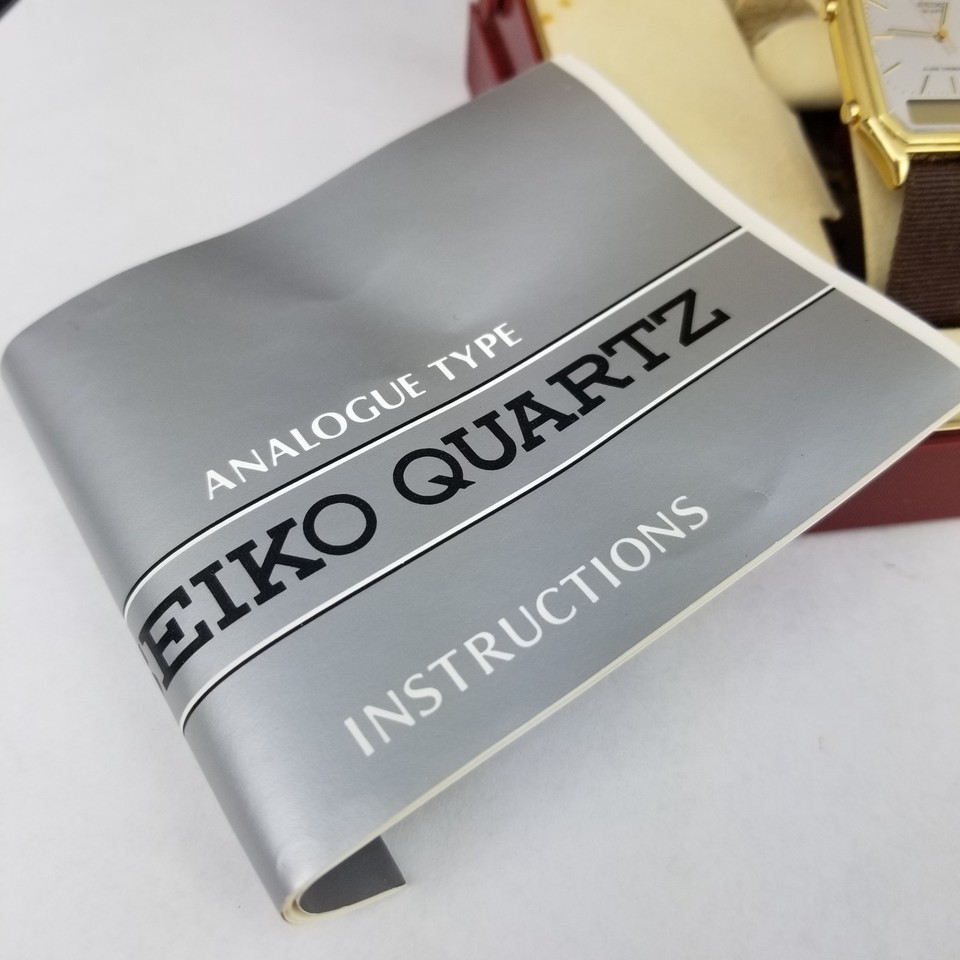 ANALOGUE TYPE
EIKO QUARTZ
INSTRUCTIONS